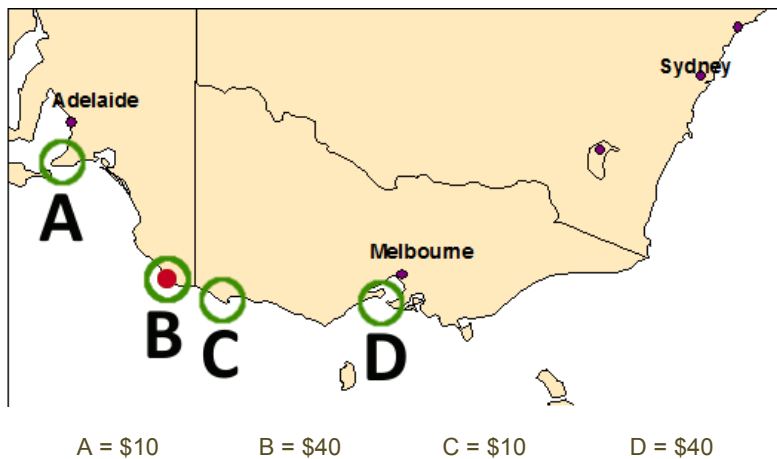 Sydney
Adelaide
A
Melbourne
B
C
D
A = $10 B = $40 C = $10 D = $40